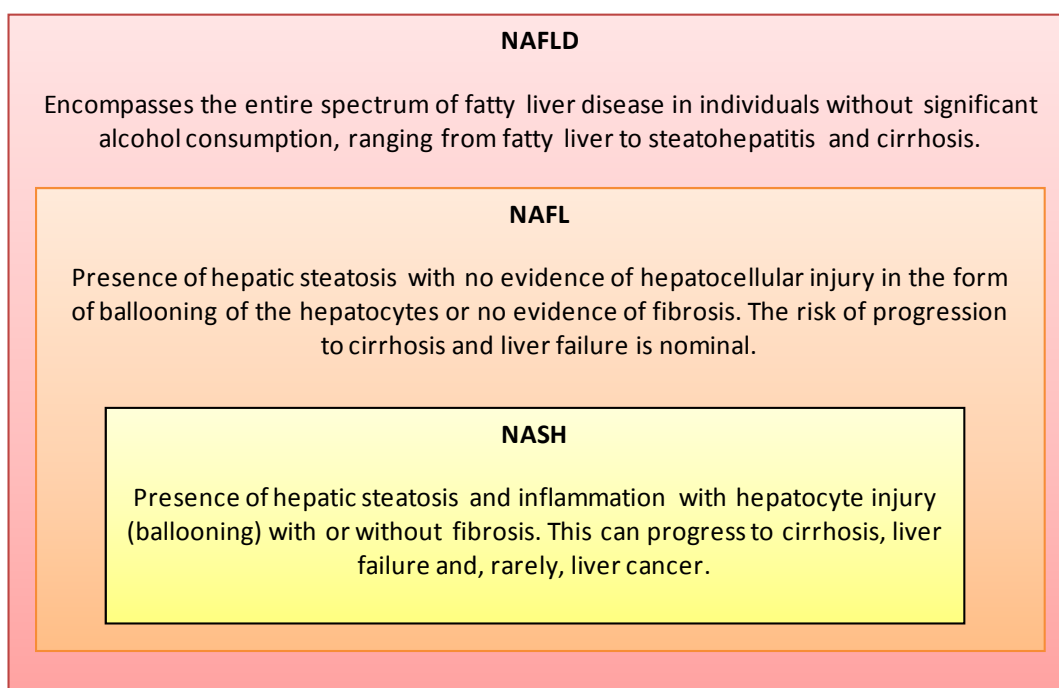 NAFLD
Encompasses the entire spectrum of fatty liver disease in individuals without significant
alcohol consumption, ranging from fatty liver to steatohepatitis and cirrhosis.
NAFL
Presence of hepatic steatosis with no evidence of hepatocellular injury in the form
of ballooning of the hepatocytes or no evidence of fibrosis. The risk of progression
to cirrhosis and liver failure is nominal.
NASH
Presence of hepatic steatosis and inflammation with hepatocyte injury
(ballooning) with or without fibrosis. This can progress to cirrhosis, liver
failure and, rarely, liver cancer.